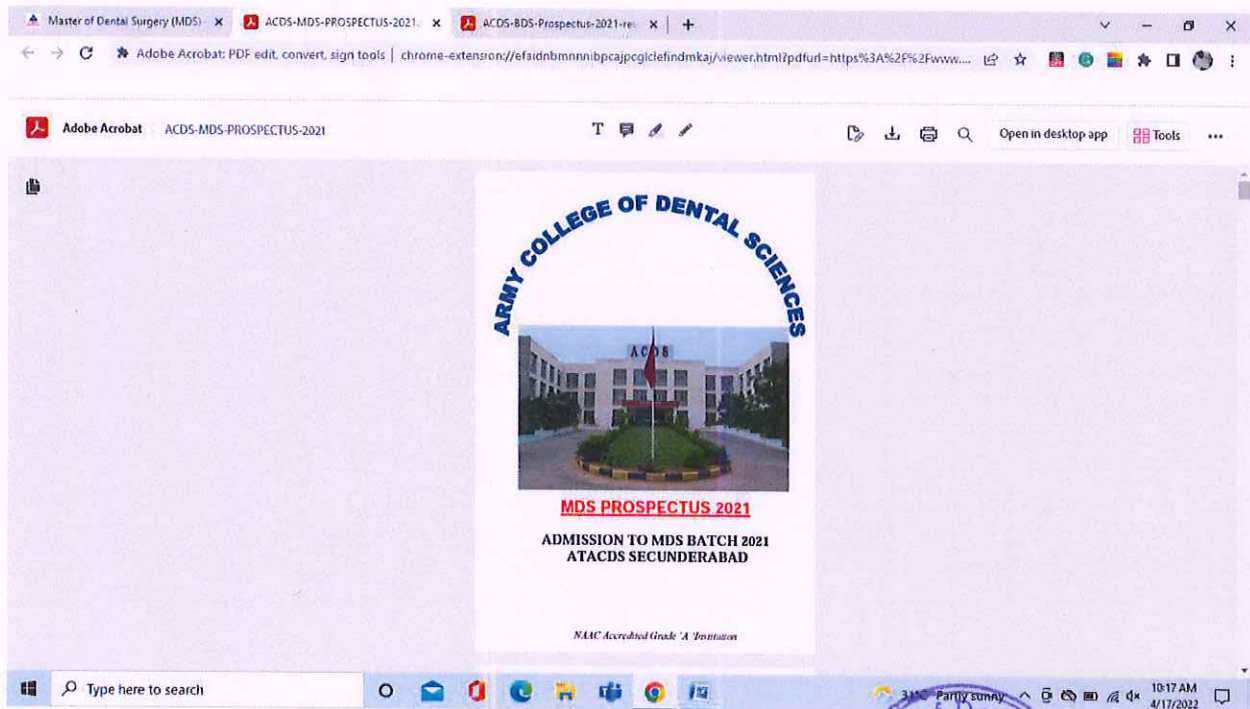 Master of Dental Surgery (MDS) -
ACDS-MDS-PROSPECTUS-2021.
ACDS-BDS-Prospectus-2021-re
Adobe Acrobat: PDF edit, convert, sign tools | chrome-extension://efaidnbmnnnibpcajpcglclefindmkaj/viewer.html?pdfurl=https%3A%2F%2Fwww....
Adobe Acrobat
ACDS-MDS-PROSPECTUS-2021
Open in desktop app
Tools
ARMY COLLEGE OF DENTAL SCIENCES
ACDS
MDS PROSPECTUS 2021
ADMISSION TO MDS BATCH 2021
ATACDS SECUNDERABAD
NAAC Accredited Grade 'A 'Institution
Type here to search
31°C Partly sunny
10:17 AM
4/17/2022